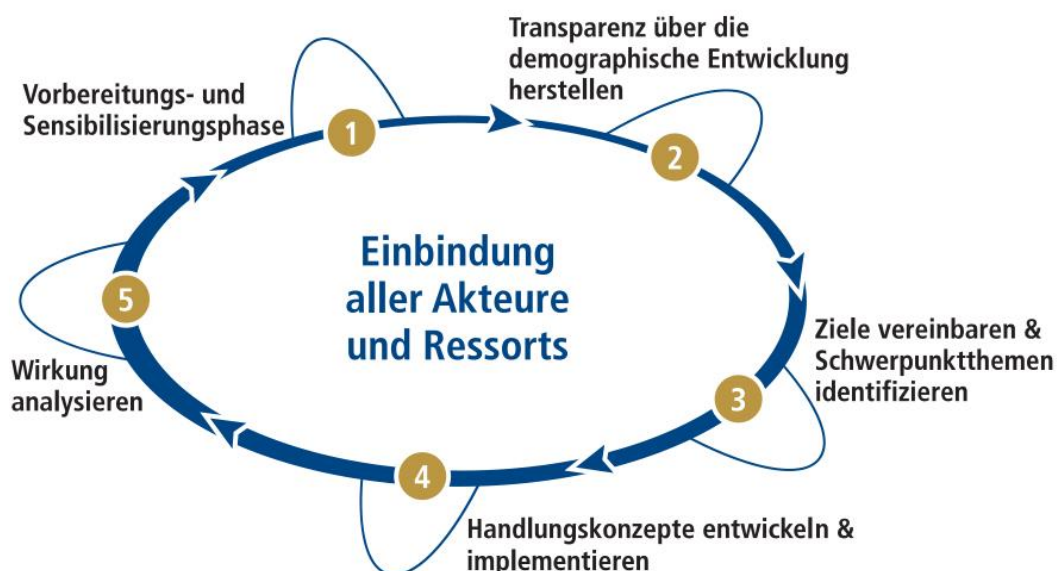 Vorbereitungs- und
Sensibilisierungsphase
1
Transparenz über die
demographische Entwicklung
herstellen
2
Einbindung
aller Akteure
und Ressorts
Ziele vereinbaren &
Schwerpunktthemen
identifizieren
3
Handlungskonzepte entwickeln &
implementieren
4
Wirkung
analysieren
5